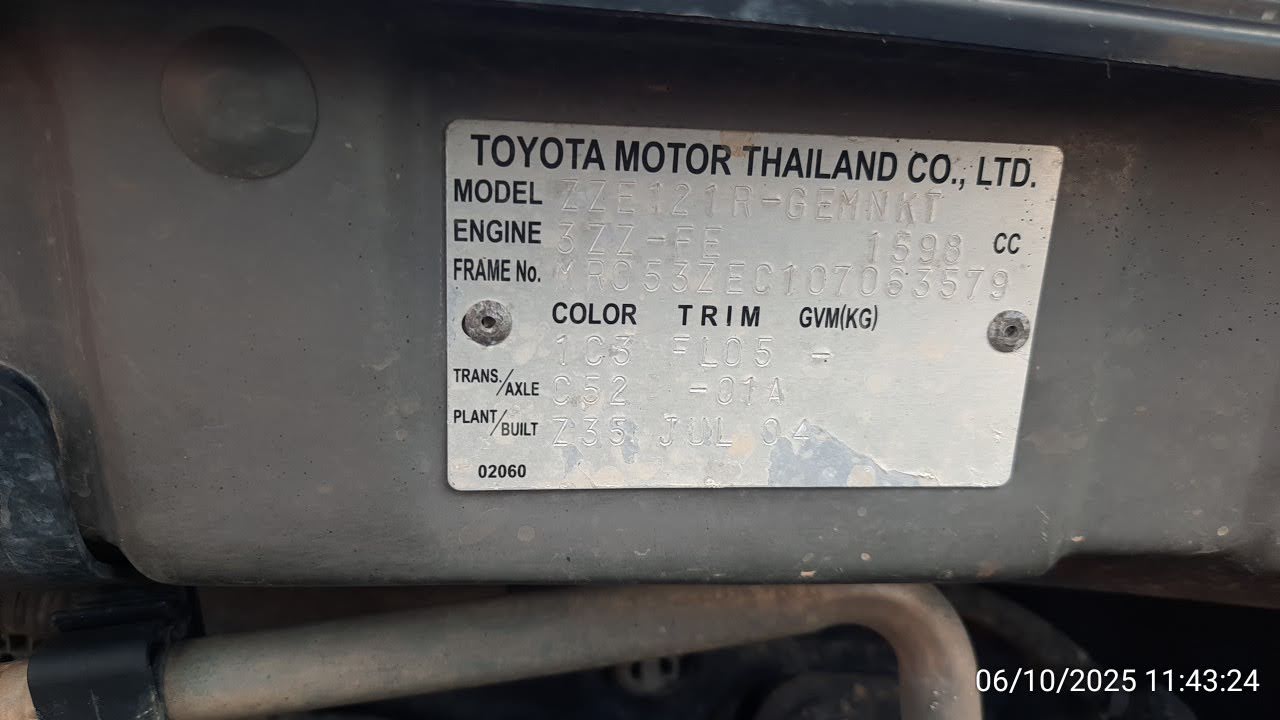 TOYOTA MOTOR THAILAND CO., LTD.
MODEL ZZE121R-GEMNKT
ENGINE 3ZZ-FE 1598 CC
FRAME No. MR053ZEC107063579
COLOR TRIM GVM(KG)
1C3 FL05 -
TRANS./AXLE C52 -01A
PLANT/BUILT Z35 JUL 04
02060
06/10/2025 11:43:24